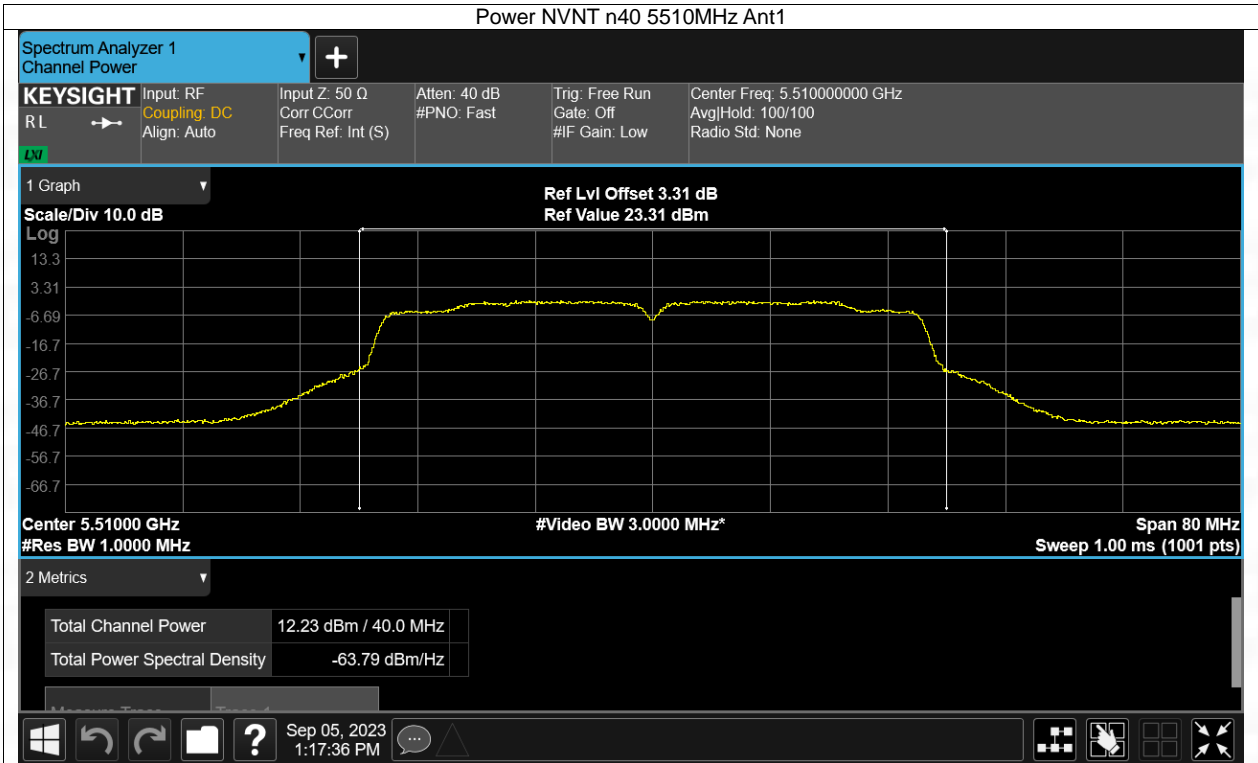 Power NVNT n40 5510MHz Ant1
Spectrum Analyzer 1
Channel Power
KEYSIGHT
RL
LXI
Input: RF
Coupling: DC
Align: Auto
Input Z: 50 Ω
Corr CCorr
Freq Ref: Int (S)
Atten: 40 dB
#PNO: Fast
Trig: Free Run
Gate: Off
#IF Gain: Low
Center Freq: 5.510000000 GHz
Avg|Hold: 100/100
Radio Std: None
1 Graph
Scale/Div 10.0 dB
Ref Lvl Offset 3.31 dB
Ref Value 23.31 dBm
Log
13.3
3.31
-6.69
-16.7
-26.7
-36.7
-46.7
-56.7
-66.7
Center 5.51000 GHz
#Video BW 3.0000 MHz*
Span 80 MHz
#Res BW 1.0000 MHz
Sweep 1.00 ms (1001 pts)
2 Metrics
Total Channel Power 12.23 dBm / 40.0 MHz
Total Power Spectral Density -63.79 dBm/Hz
?
Sep 05, 2023
1:17:36 PM